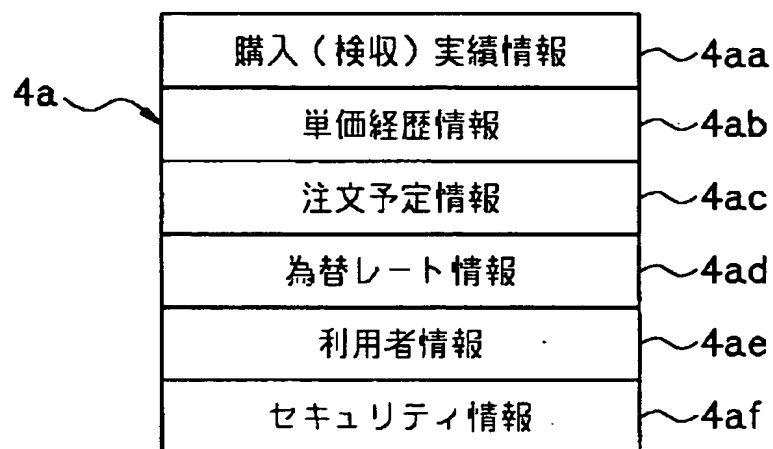 購入（検収）実績情報 4aa
4a
単価経歴情報 4ab
注文予定情報 4ac
為替レート情報 4ad
利用者情報 4ae
セキュリティ情報 4af